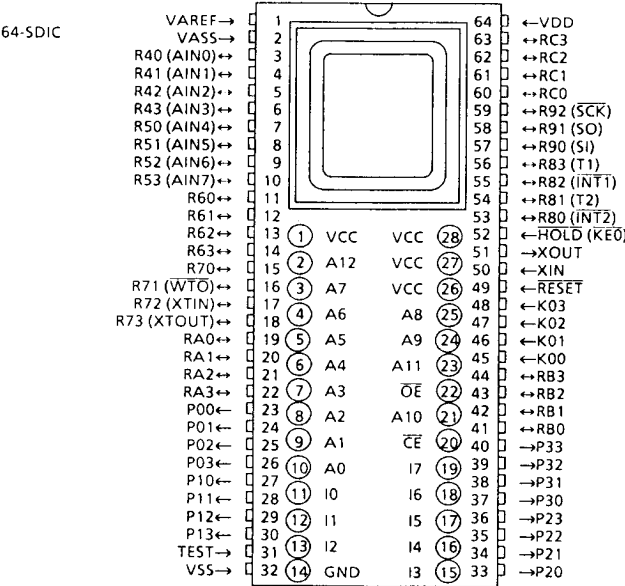 64-SDIC
VAREF→ 1 64 ←VDD
VASS→ 2 63 ↔RC3
R40 (AIN0)↔ 3 62 ↔RC2
R41 (AIN1)↔ 4 61 ↔RC1
R42 (AIN2)↔ 5 60 ↔RC0
R43 (AIN3)↔ 6 59 ↔R92 (S̅C̅K̅)
R50 (AIN4)↔ 7 58 ↔R91 (SO)
R51 (AIN5)↔ 8 57 ↔R90 (SI)
R52 (AIN6)↔ 9 56 ↔R83 (T1)
R53 (AIN7)↔ 10 55 ↔R82 (I̅N̅T̅1̅)
R60↔ 11 54 ↔R81 (T2)
R61↔ 12 53 ↔R80 (I̅N̅T̅2̅)
R62↔ 13 ① VCC VCC ㉘ 52 ←H̅O̅L̅D̅ (K̅E̅0̅)
R63↔ 14 51 →XOUT
R70↔ 15 ② A12 VCC ㉗ 50 ←XIN
R71 (W̅T̅O̅)↔ 16 ③ A7 VCC ㉖ 49 ←R̅E̅S̅E̅T̅
R72 (XTIN)↔ 17 48 ←K03
R73 (XTOUT)↔ 18 ④ A6 A8 ㉕ 47 ←K02
RA0↔ 19 ⑤ A5 A9 ㉔ 46 ←K01
RA1↔ 20 45 ←K00
RA2↔ 21 ⑥ A4 A11 ㉓ 44 ↔RB3
RA3↔ 22 ⑦ A3 O̅E̅ ㉒ 43 ↔RB2
P00← 23 42 ↔RB1
P01← 24 ⑧ A2 A10 ㉑ 41 ↔RB0
P02← 25 ⑨ A1 C̅E̅ ⑳ 40 →P33
P03← 26 39 →P32
P10← 27 ⑩ A0 I7 ⑲ 38 →P31
P11← 28 ⑪ I0 I6 ⑱ 37 →P30
P12← 29 ⑫ I1 I5 ⑰ 36 →P23
P13← 30 35 →P22
TEST→ 31 ⑬ I2 I4 ⑯ 34 →P21
VSS→ 32 ⑭ GND I3 ⑮ 33 →P20